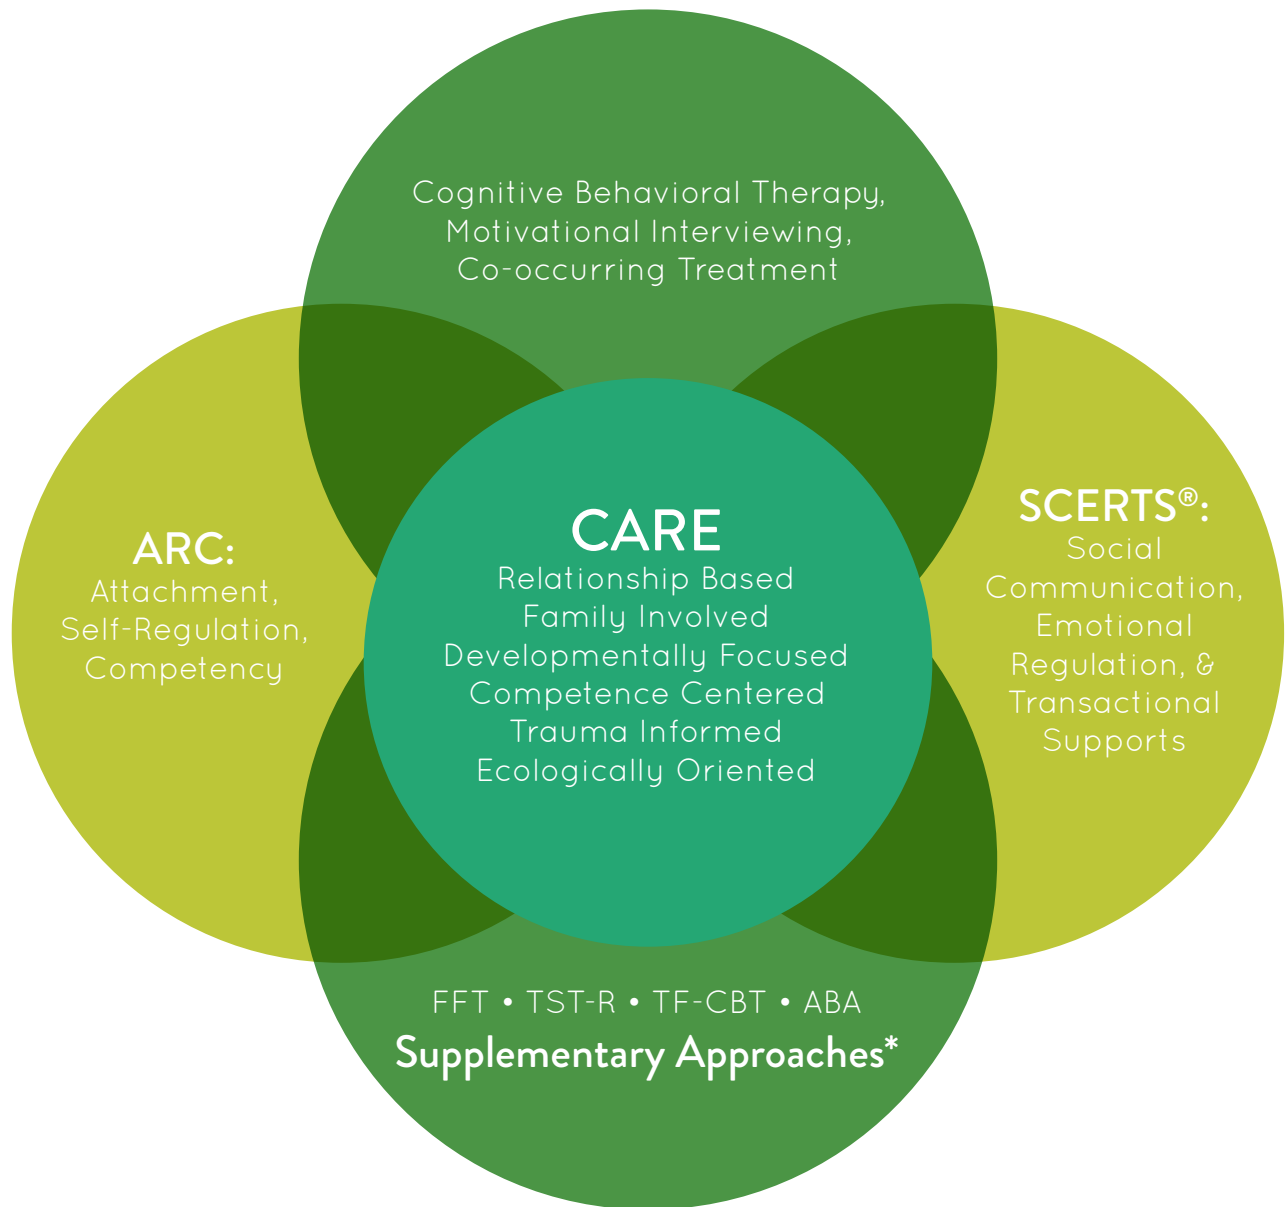 Cognitive Behavioral Therapy,
Motivational Interviewing,
Co-occurring Treatment
ARC:
Attachment,
Self-Regulation,
Competency
CARE
Relationship Based
Family Involved
Developmentally Focused
Competence Centered
Trauma Informed
Ecologically Oriented
SCERTS®:
Social
Communication,
Emotional
Regulation, &
Transactional
Supports
FFT • TST-R • TF-CBT • ABA
Supplementary Approaches*